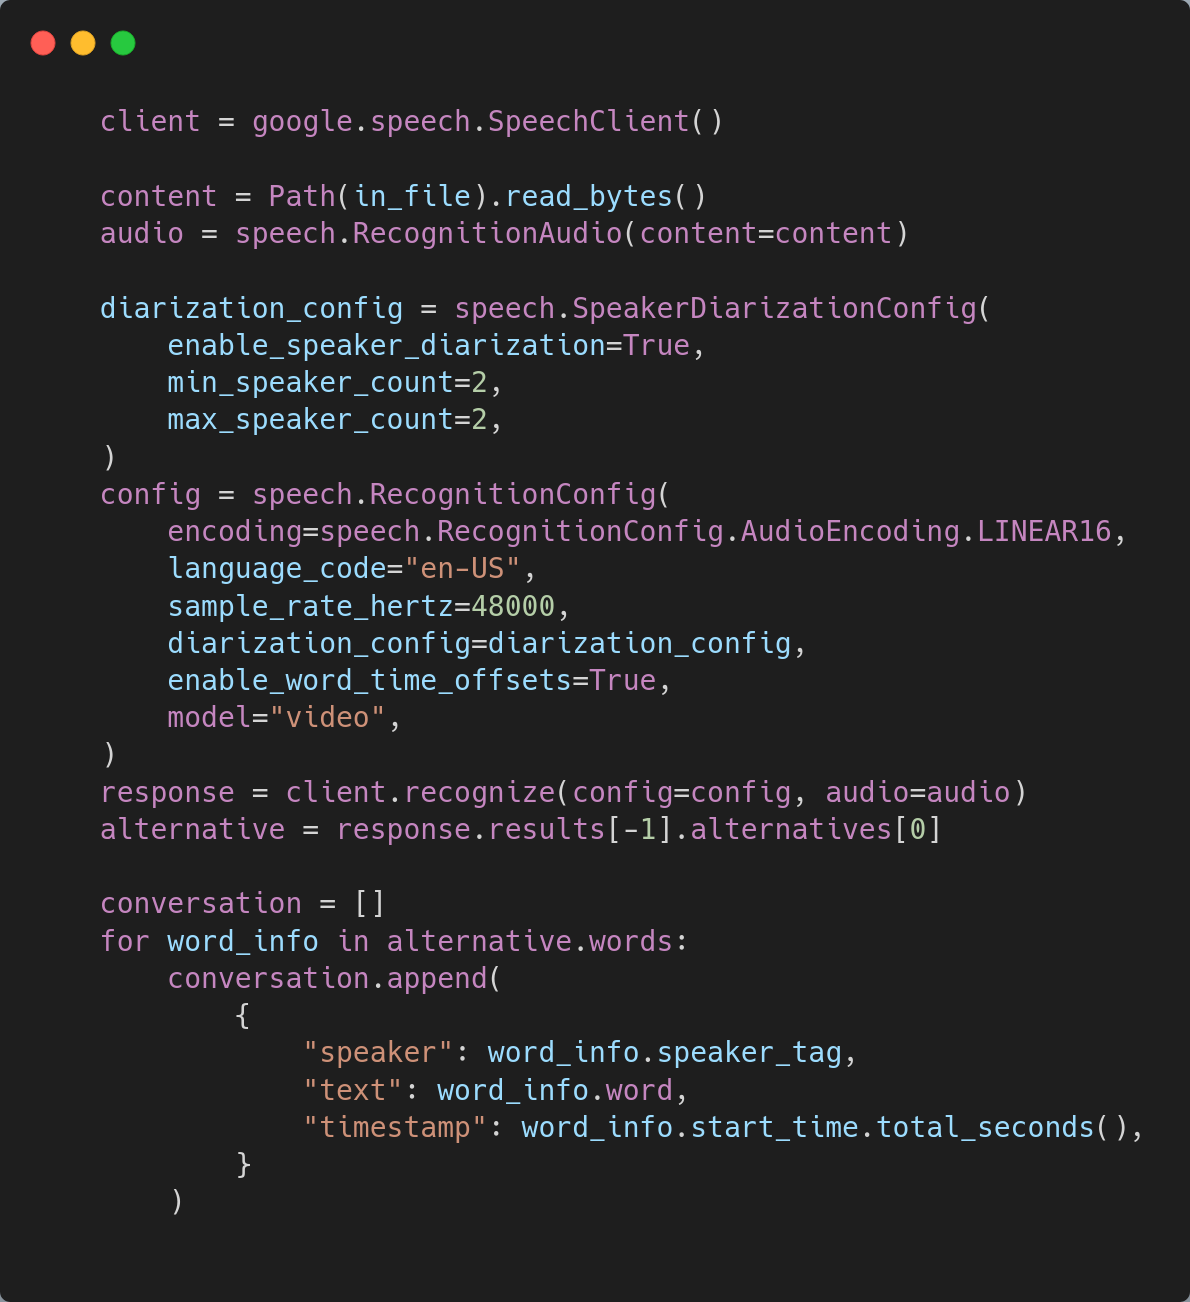 client = google.speech.SpeechClient()

content = Path(in_file).read_bytes()
audio = speech.RecognitionAudio(content=content)

diarization_config = speech.SpeakerDiarizationConfig(
    enable_speaker_diarization=True,
    min_speaker_count=2,
    max_speaker_count=2,
)
config = speech.RecognitionConfig(
    encoding=speech.RecognitionConfig.AudioEncoding.LINEAR16,
    language_code="en-US",
    sample_rate_hertz=48000,
    diarization_config=diarization_config,
    enable_word_time_offsets=True,
    model="video",
)
response = client.recognize(config=config, audio=audio)
alternative = response.results[-1].alternatives[0]

conversation = []
for word_info in alternative.words:
    conversation.append(
        {
            "speaker": word_info.speaker_tag,
            "text": word_info.word,
            "timestamp": word_info.start_time.total_seconds(),
        }
    )